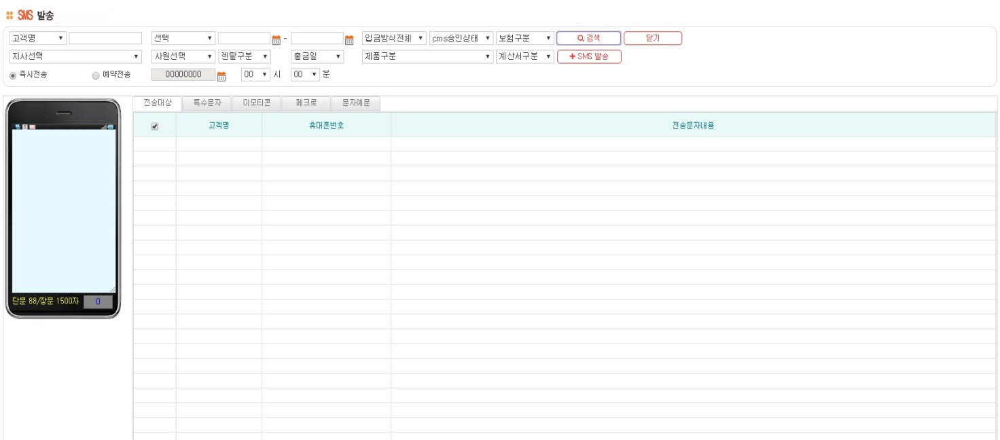 SMS 발송
고객명 선택 - 입금방식전체 cms승인상태 보험구분 검색 닫기
지사선택 사원선택 렌탈구분 출금일 제품구분 계산서구분 SMS 발송
즉시전송 예약전송 00000000 00 시 00 분
전송대상 특수문자 이모티콘 메크로 문자예문
고객명 휴대폰번호 전송문자내용
단문 88/장문 1500자 0